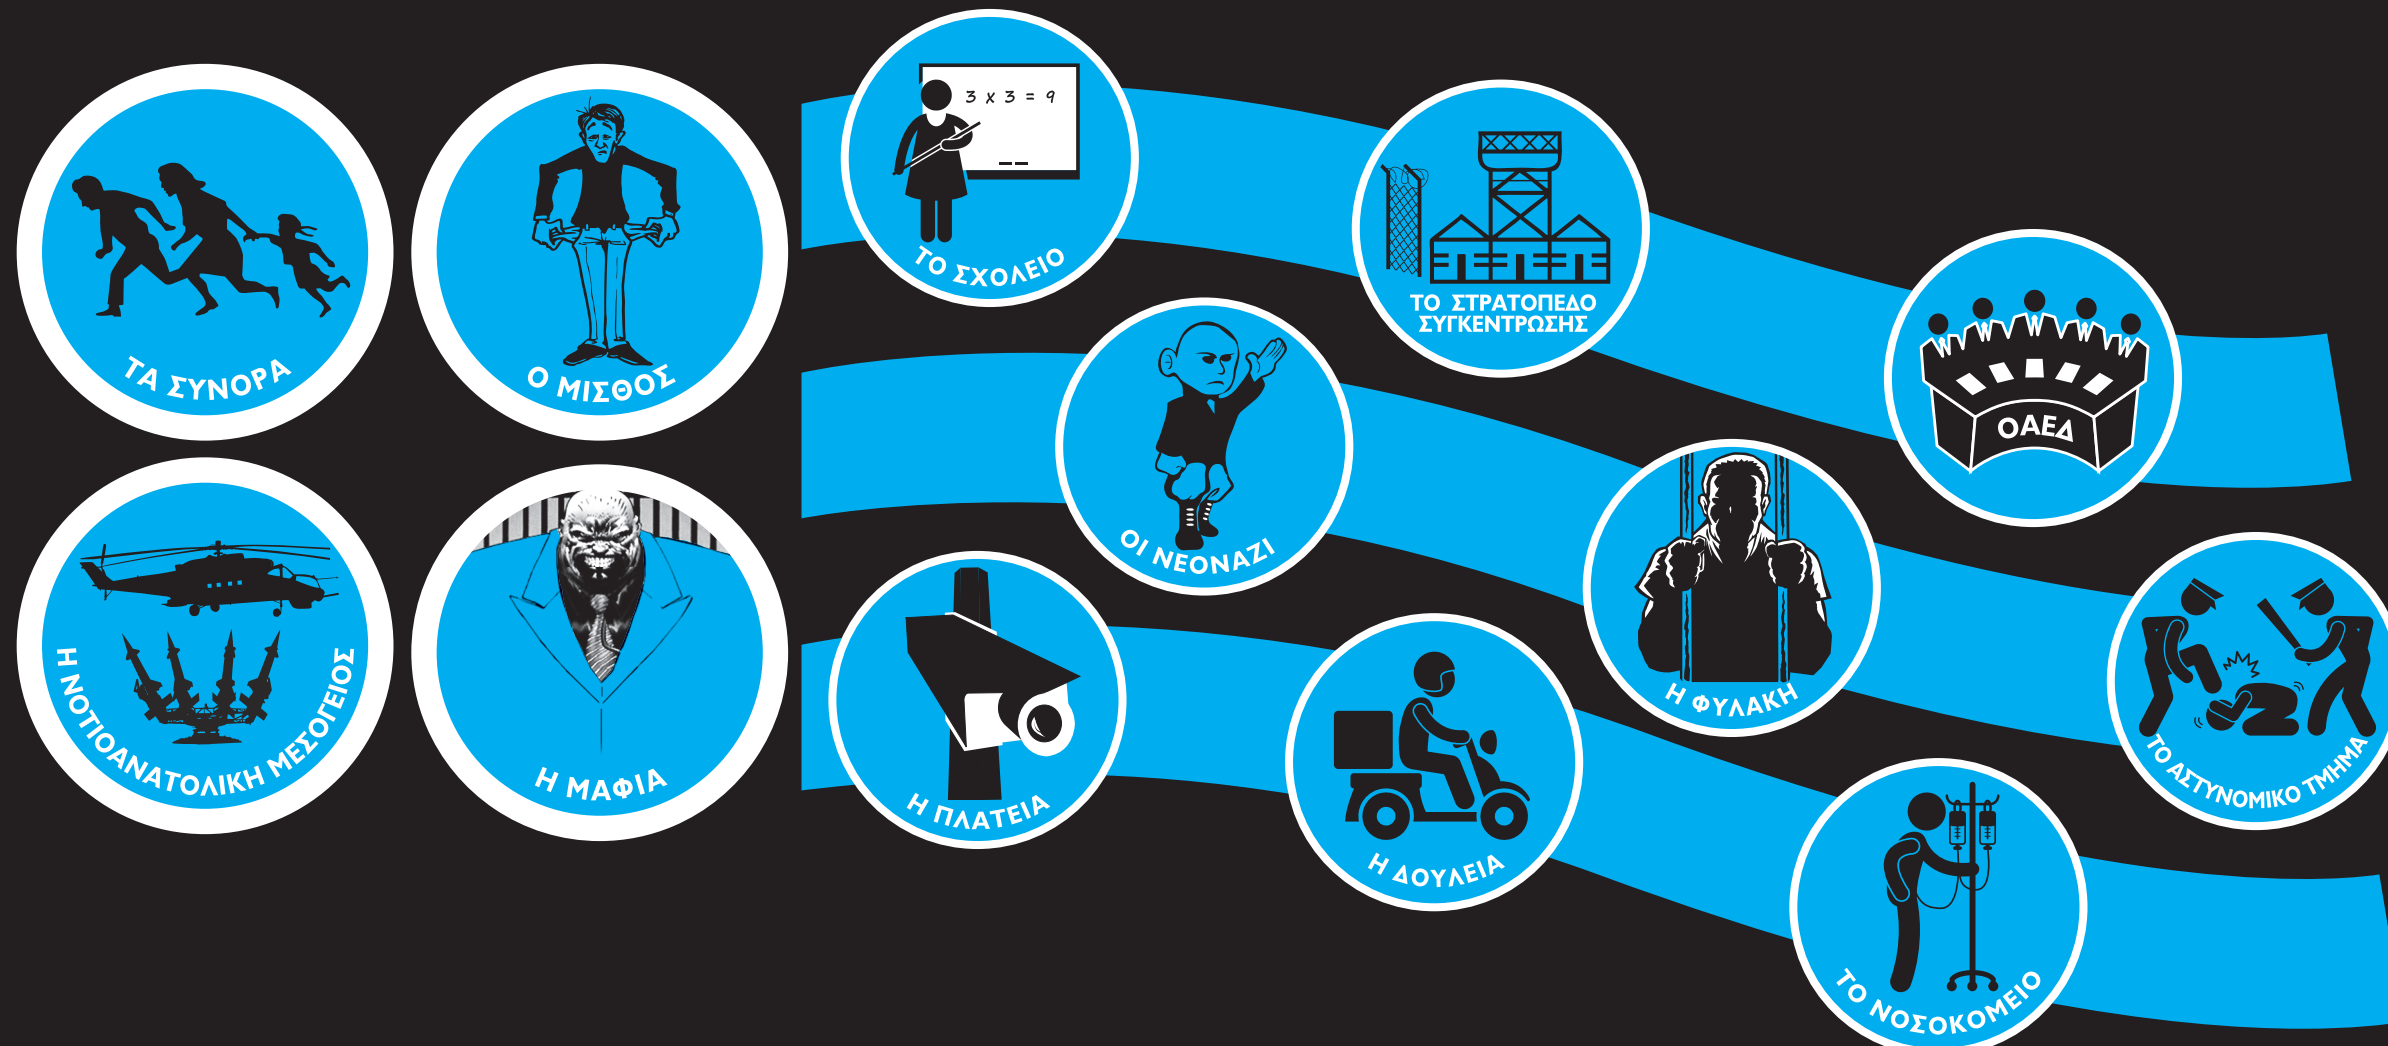 ΤΑ ΣΥΝΟΡΑ
Ο ΜΙΣΘΟΣ
Η ΝΟΤΙΟΑΝΑΤΟΛΙΚΗ ΜΕΣΟΓΕΙΟΣ
Η ΜΑΦΙΑ
3 x 3 = 9
ΤΟ ΣΧΟΛΕΙΟ
ΤΟ ΣΤΡΑΤΟΠΕΔΟ
ΣΥΓΚΕΝΤΡΩΣΗΣ
ΟΑΕΔ
ΟΙ ΝΕΟΝΑΖΙ
Η ΦΥΛΑΚΗ
ΤΟ ΑΣΤΥΝΟΜΙΚΟ ΤΜΗΜΑ
Η ΠΛΑΤΕΙΑ
Η ΔΟΥΛΕΙΑ
ΤΟ ΝΟΣΟΚΟΜΕΙΟ